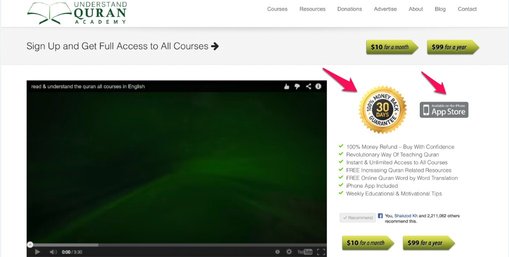 UNDERSTAND
QURAN
ACADEMY
Courses Resources Donations Advertise About Blog Contact
Sign Up and Get Full Access to All Courses
$10 for a month $99 for a year
read & understand the quran all courses in English
100% MONEY BACK
30
DAYS
GUARANTEE
Available on the iPhone
App Store
100% Money Refund – Buy With Confidence
Revolutionary Way Of Teaching Quran
Instant & Unlimited Access to All Courses
FREE Increasing Quran Related Resources
FREE Online Quran Word by Word Translation
iPhone App Included
Weekly Educational & Motivational Tips
Recommend You, Shahzad Kh and 2,211,062 others
recommend this.
0:00 / 5:30 YouTube
$10 for a month $99 for a year